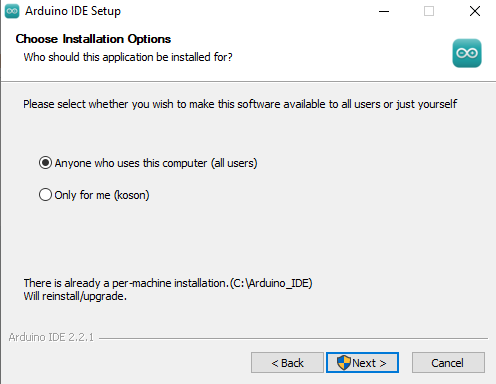 Arduino IDE Setup
Choose Installation Options
Who should this application be installed for?
Please select whether you wish to make this software available to all users or just yourself
Anyone who uses this computer (all users)
Only for me (koson)
There is already a per-machine installation.(C:\Arduino_IDE)
Will reinstall/upgrade.
Arduino IDE 2.2.1
< Back
Next >
Cancel